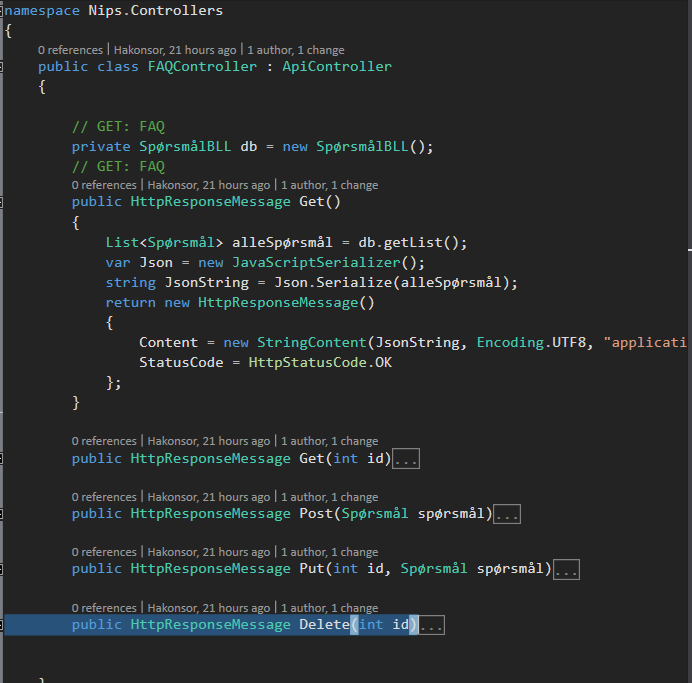 namespace Nips.Controllers
{
0 references | Hakonsor, 21 hours ago | 1 author, 1 change
public class FAQController : ApiController
{
// GET: FAQ
private SpørsmålBLL db = new SpørsmålBLL();
// GET: FAQ
0 references | Hakonsor, 21 hours ago | 1 author, 1 change
public HttpResponseMessage Get()
{
List<Spørsmål> alleSpørsmål = db.getList();
var Json = new JavaScriptSerializer();
string JsonString = Json.Serialize(alleSpørsmål);
return new HttpResponseMessage()
{
Content = new StringContent(JsonString, Encoding.UTF8, "applicati
StatusCode = HttpStatusCode.OK
};
}
0 references | Hakonsor, 21 hours ago | 1 author, 1 change
public HttpResponseMessage Get(int id)...
0 references | Hakonsor, 21 hours ago | 1 author, 1 change
public HttpResponseMessage Post(Spørsmål spørsmål)...
0 references | Hakonsor, 21 hours ago | 1 author, 1 change
public HttpResponseMessage Put(int id, Spørsmål spørsmål)...
0 references | Hakonsor, 21 hours ago | 1 author, 1 change
public HttpResponseMessage Delete(int id)...
}